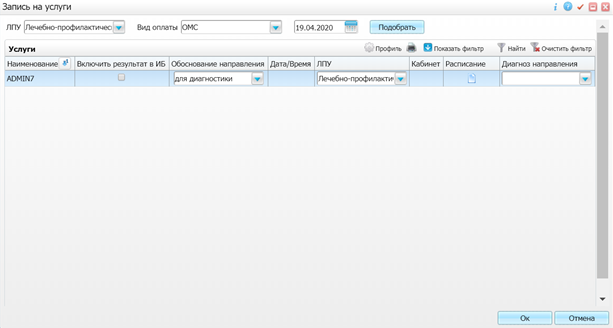 Запись на услуги
ЛПУ Лечебно-профилактичес Вид оплаты ОМС 19.04.2020 Подобрать
Услуги Профиль Показать фильтр Найти Очистить фильтр
Наименование Включить результат в ИБ Обоснование направления Дата/Время ЛПУ Кабинет Расписание Диагноз направления
ADMIN7 для диагностики Лечебно-профилакти
Ок Отмена